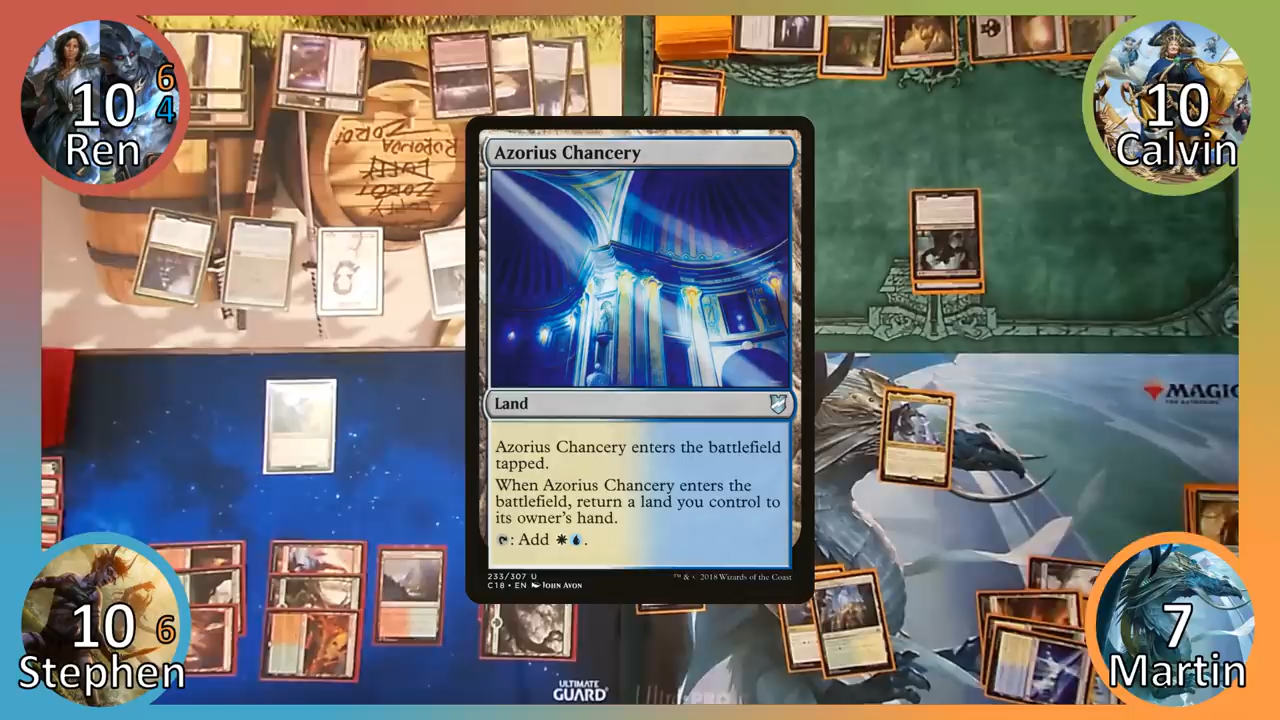 10
6
4
Ren
10
Calvin
Azorius Chancery
Land
Azorius Chancery enters the battlefield
tapped.
When Azorius Chancery enters the
battlefield, return a land you control to
its owner's hand.
: Add
233/307 U
C18 • EN JOHN AVON
™ & © 2018 Wizards of the Coast
MAGIC
10
6
Stephen
ULTIMATE
GUARD
7
Martin